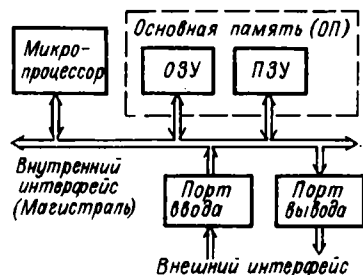 Основная память (ОП)
Микро-
процессор
ОЗУ
ПЗУ
Внутренний
интерфейс
(Магистраль)
Порт
ввода
Порт
вывода
Внешний интерфейс